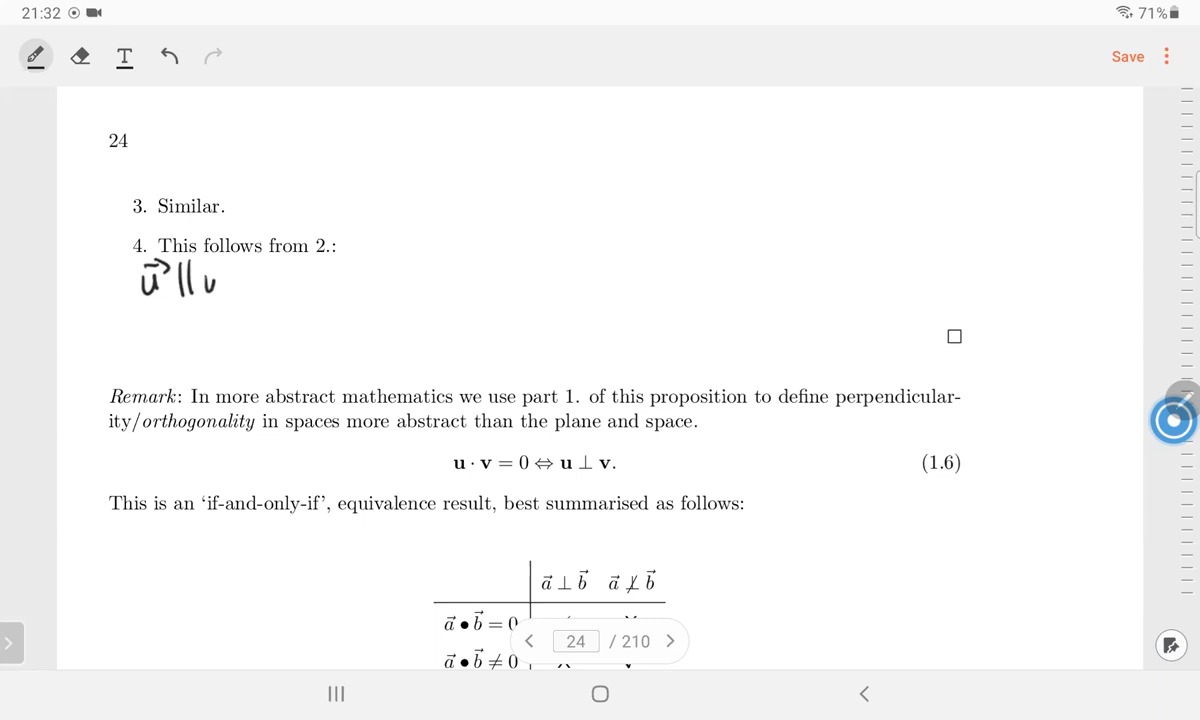 21:32
71%
T
Save
24
3. Similar.
4. This follows from 2.:
u⃗ || v
Remark: In more abstract mathematics we use part 1. of this proposition to define perpendicular-
ity/orthogonality in spaces more abstract than the plane and space.
u · v = 0 ⇔ u ⊥ v. (1.6)
This is an ‘if-and-only-if’, equivalence result, best summarised as follows:
a⃗ ⊥ b⃗ a⃗ ⊥̸ b⃗
a⃗ • b⃗ = 0
24 / 210
a⃗ • b⃗ ≠ 0